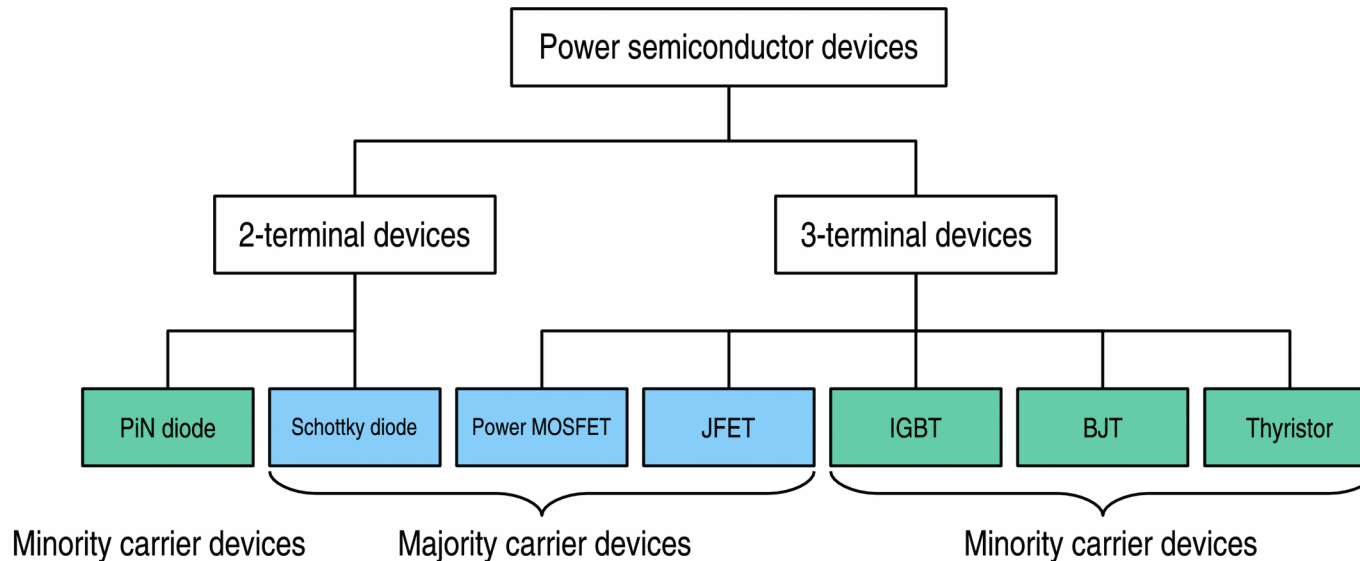 Power semiconductor devices
2-terminal devices
3-terminal devices
PiN diode
Schottky diode
Power MOSFET
JFET
IGBT
BJT
Thyristor
Minority carrier devices
Majority carrier devices
Minority carrier devices